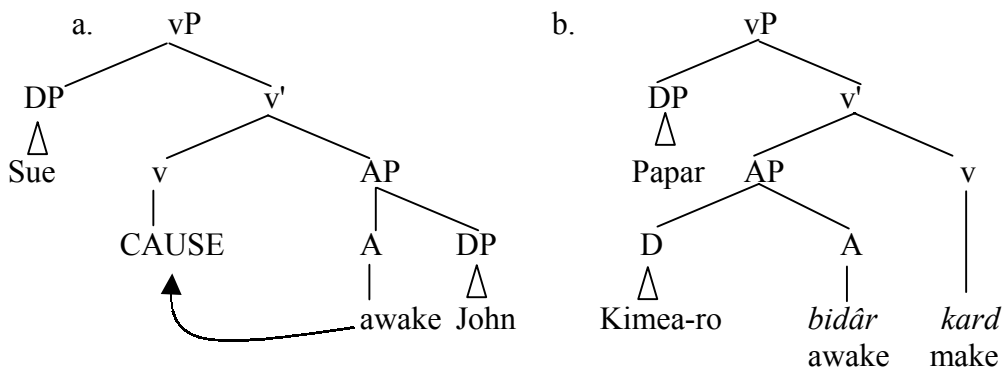 a. vP b. vP
DP v' DP v'
Sue v AP Papar AP v
CAUSE A DP D A
awake John Kimea-ro bidâr kard
awake make